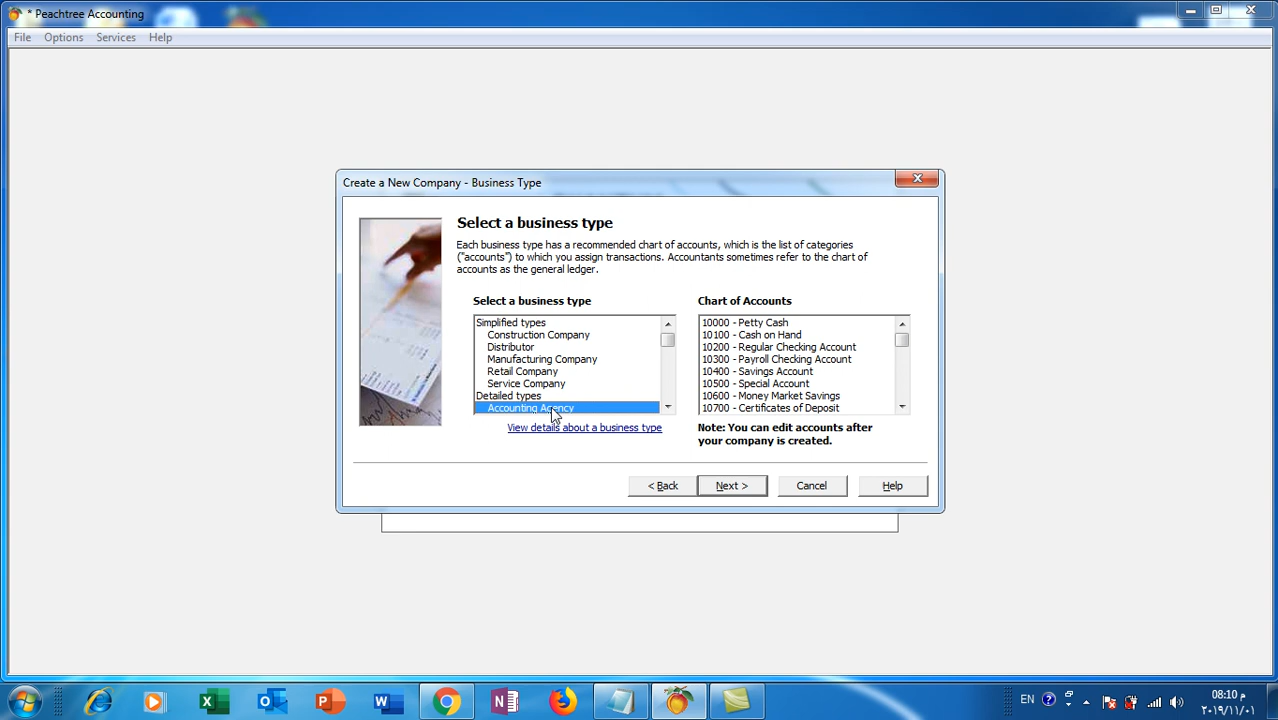 * Peachtree Accounting
File Options Services Help
Create a New Company - Business Type
Select a business type
Each business type has a recommended chart of accounts, which is the list of categories
("accounts") to which you assign transactions. Accountants sometimes refer to the chart of
accounts as the general ledger.
Select a business type
Simplified types
Construction Company
Distributor
Manufacturing Company
Retail Company
Service Company
Detailed types
Accounting Agency
View details about a business type
Chart of Accounts
10000 - Petty Cash
10100 - Cash on Hand
10200 - Regular Checking Account
10300 - Payroll Checking Account
10400 - Savings Account
10500 - Special Account
10600 - Money Market Savings
10700 - Certificates of Deposit
Note: You can edit accounts after
your company is created.
< Back Next > Cancel Help
EN
08:10 م
٢٠١٩/١١/٠١